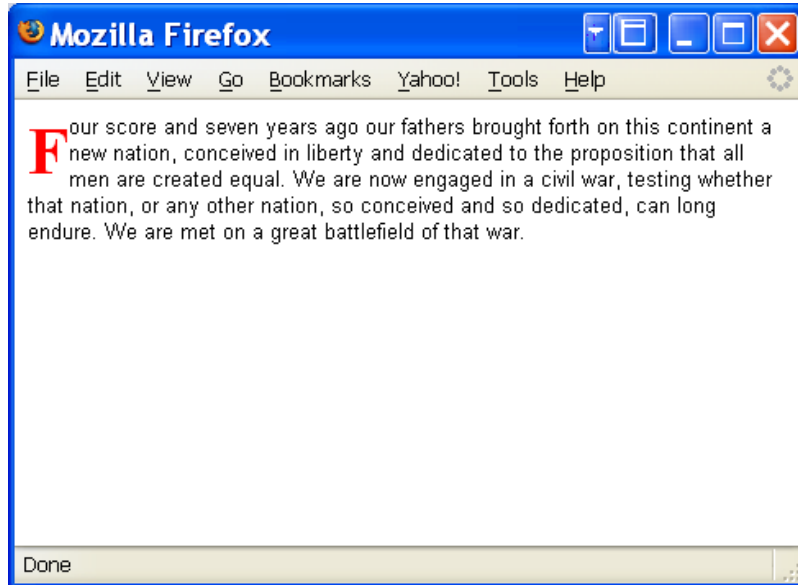 Mozilla Firefox
File Edit View Go Bookmarks Yahoo! Tools Help
Four score and seven years ago our fathers brought forth on this continent a
new nation, conceived in liberty and dedicated to the proposition that all
men are created equal. We are now engaged in a civil war, testing whether
that nation, or any other nation, so conceived and so dedicated, can long
endure. We are met on a great battlefield of that war.
Done